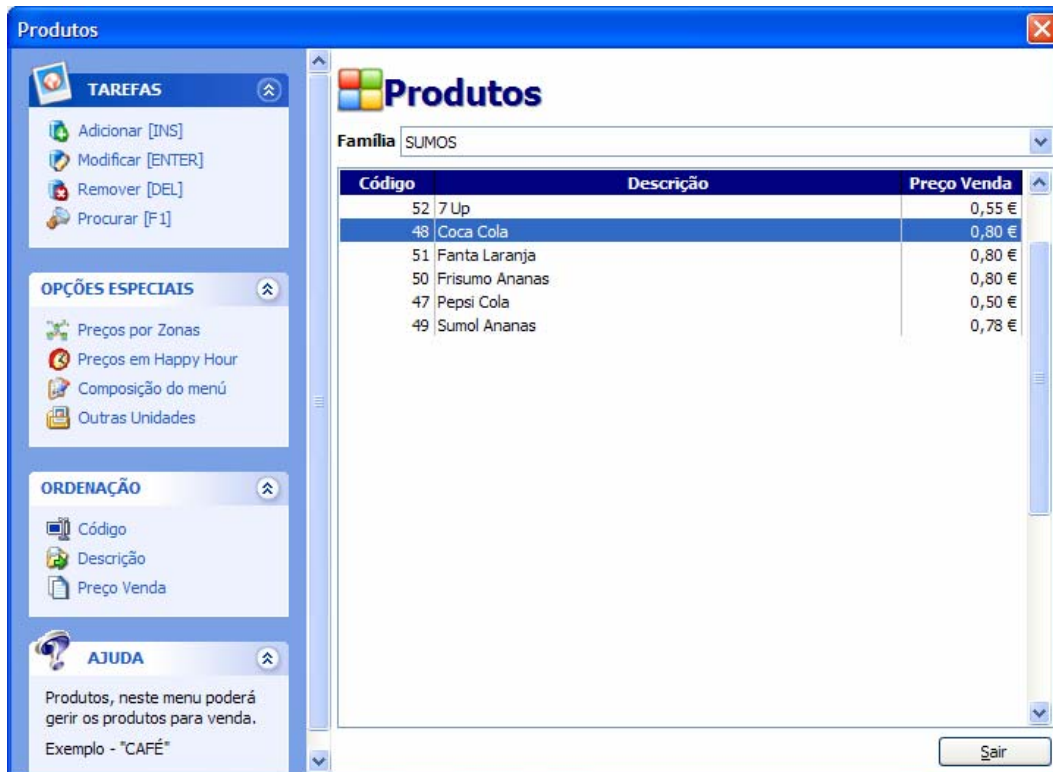 Produtos
TAREFAS
Adicionar [INS]
Modificar [ENTER]
Remover [DEL]
Procurar [F1]
OPÇÕES ESPECIAIS
Preços por Zonas
Preços em Happy Hour
Composição do menú
Outras Unidades
ORDENAÇÃO
Código
Descrição
Preço Venda
AJUDA
Produtos, neste menu poderá
gerir os produtos para venda.
Exemplo - "CAFÉ"
Produtos
Família SUMOS
Código Descrição Preço Venda
52 7 Up 0,55 €
48 Coca Cola 0,80 €
51 Fanta Laranja 0,80 €
50 Frisumo Ananas 0,80 €
47 Pepsi Cola 0,50 €
49 Sumol Ananas 0,78 €
Sair